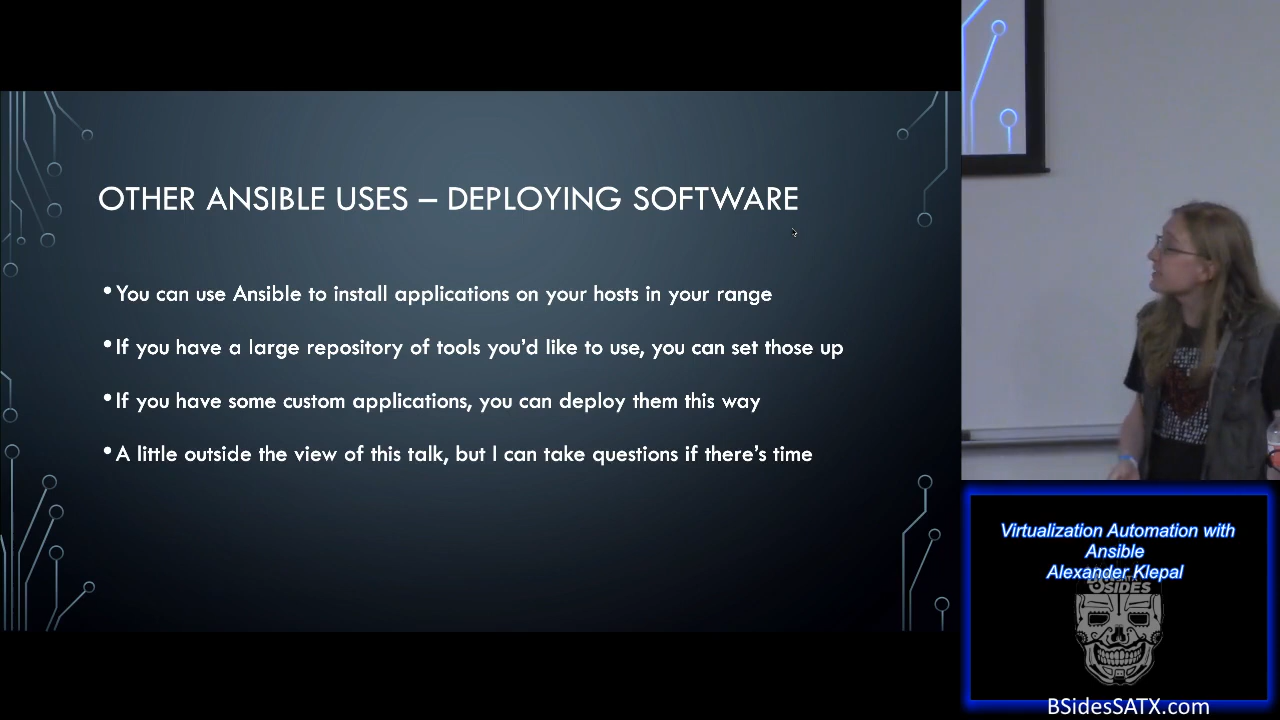 OTHER ANSIBLE USES – DEPLOYING SOFTWARE
•You can use Ansible to install applications on your hosts in your range
•If you have a large repository of tools you’d like to use, you can set those up
•If you have some custom applications, you can deploy them this way
•A little outside the view of this talk, but I can take questions if there’s time
Virtualization Automation with
Ansible
Alexander Klepal
BSIDES
BSidesSATX.com